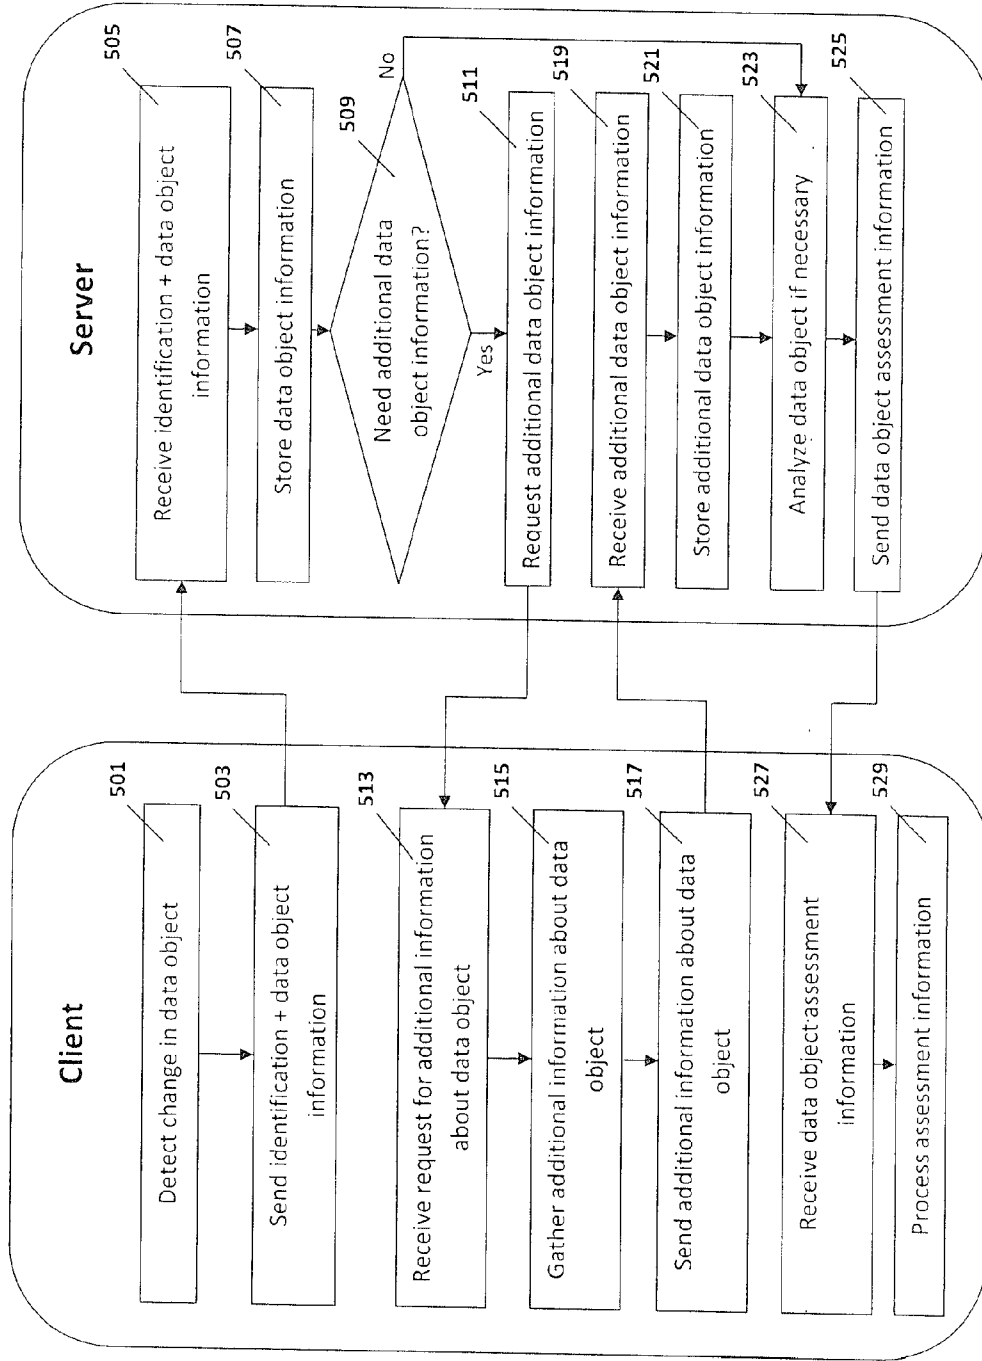 Client
501
Detect change in data object
503
Send identification + data object
information
513
Receive request for additional information
about data object
515
Gather additional information about data
object
517
Send additional information about data
object
527
Receive data object assessment
information
529
Process assessment information
Server
505
Receive identification + data object
information
507
Store data object information
509
Need additional data
object information?
No
Yes
511
Request additional data object information
519
Receive additional data object information
521
Store additional data object information
523
Analyze data object if necessary
525
Send data object assessment information